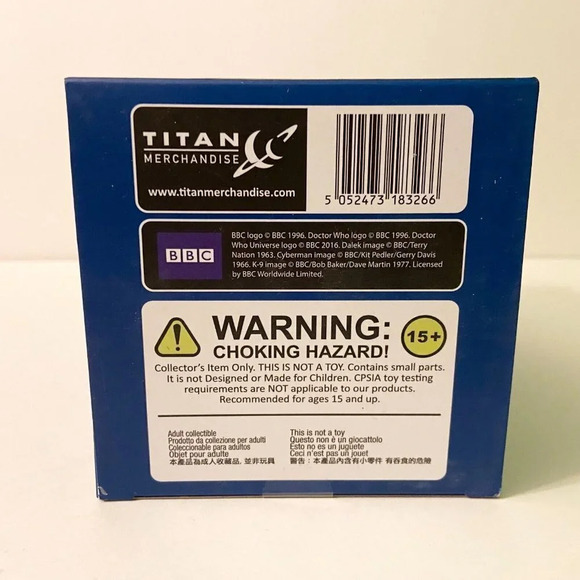 TITAN
MERCHANDISE
www.titanmerchandise.com
5 052473 183266
BBC
BBC logo © BBC 1996. Doctor Who logo © BBC 1996. Doctor
Who Universe logo © BBC 2016. Dalek image © BBC/Terry
Nation 1963. Cyberman image © BBC/Kit Pedler/Gerry Davis
1966. K-9 image © BBC/Bob Baker/Dave Martin 1977. Licensed
by BBC Worldwide Limited.
WARNING:
CHOKING HAZARD!
15+
Collector's Item Only. THIS IS NOT A TOY. Contains small parts.
It is not Designed or Made for Children. CPSIA toy testing
requirements are NOT applicable to our products.
Recommended for ages 15 and up.
Adult collectible
Prodotto da collezione per adulti
Coleccionable para adultos
Objet pour adulte
本產品為成人收藏品, 並非玩具
This is not a toy
Questo non è un giocattolo
Esto no es un juguete
Ceci n'est pas un jouet
警告：本產品內含有小零件 有吞食的危險